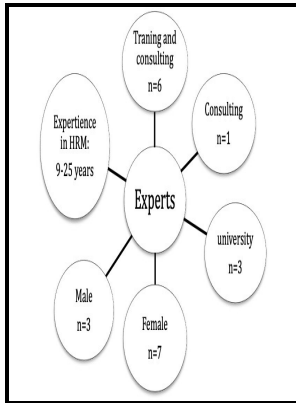 Traning and
consulting
n=6
Consulting
n=1
Expertience
in HRM:
9-25 years
Experts
university
n=3
Male
n=3
Female
n=7